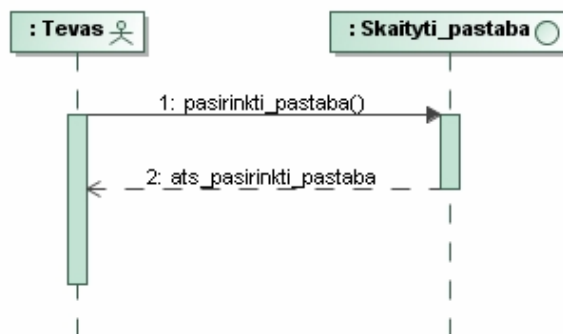 : Tevas
: Skaityti_pastaba
1: pasirinkti_pastaba()
2: ats_pasirinkti_pastaba